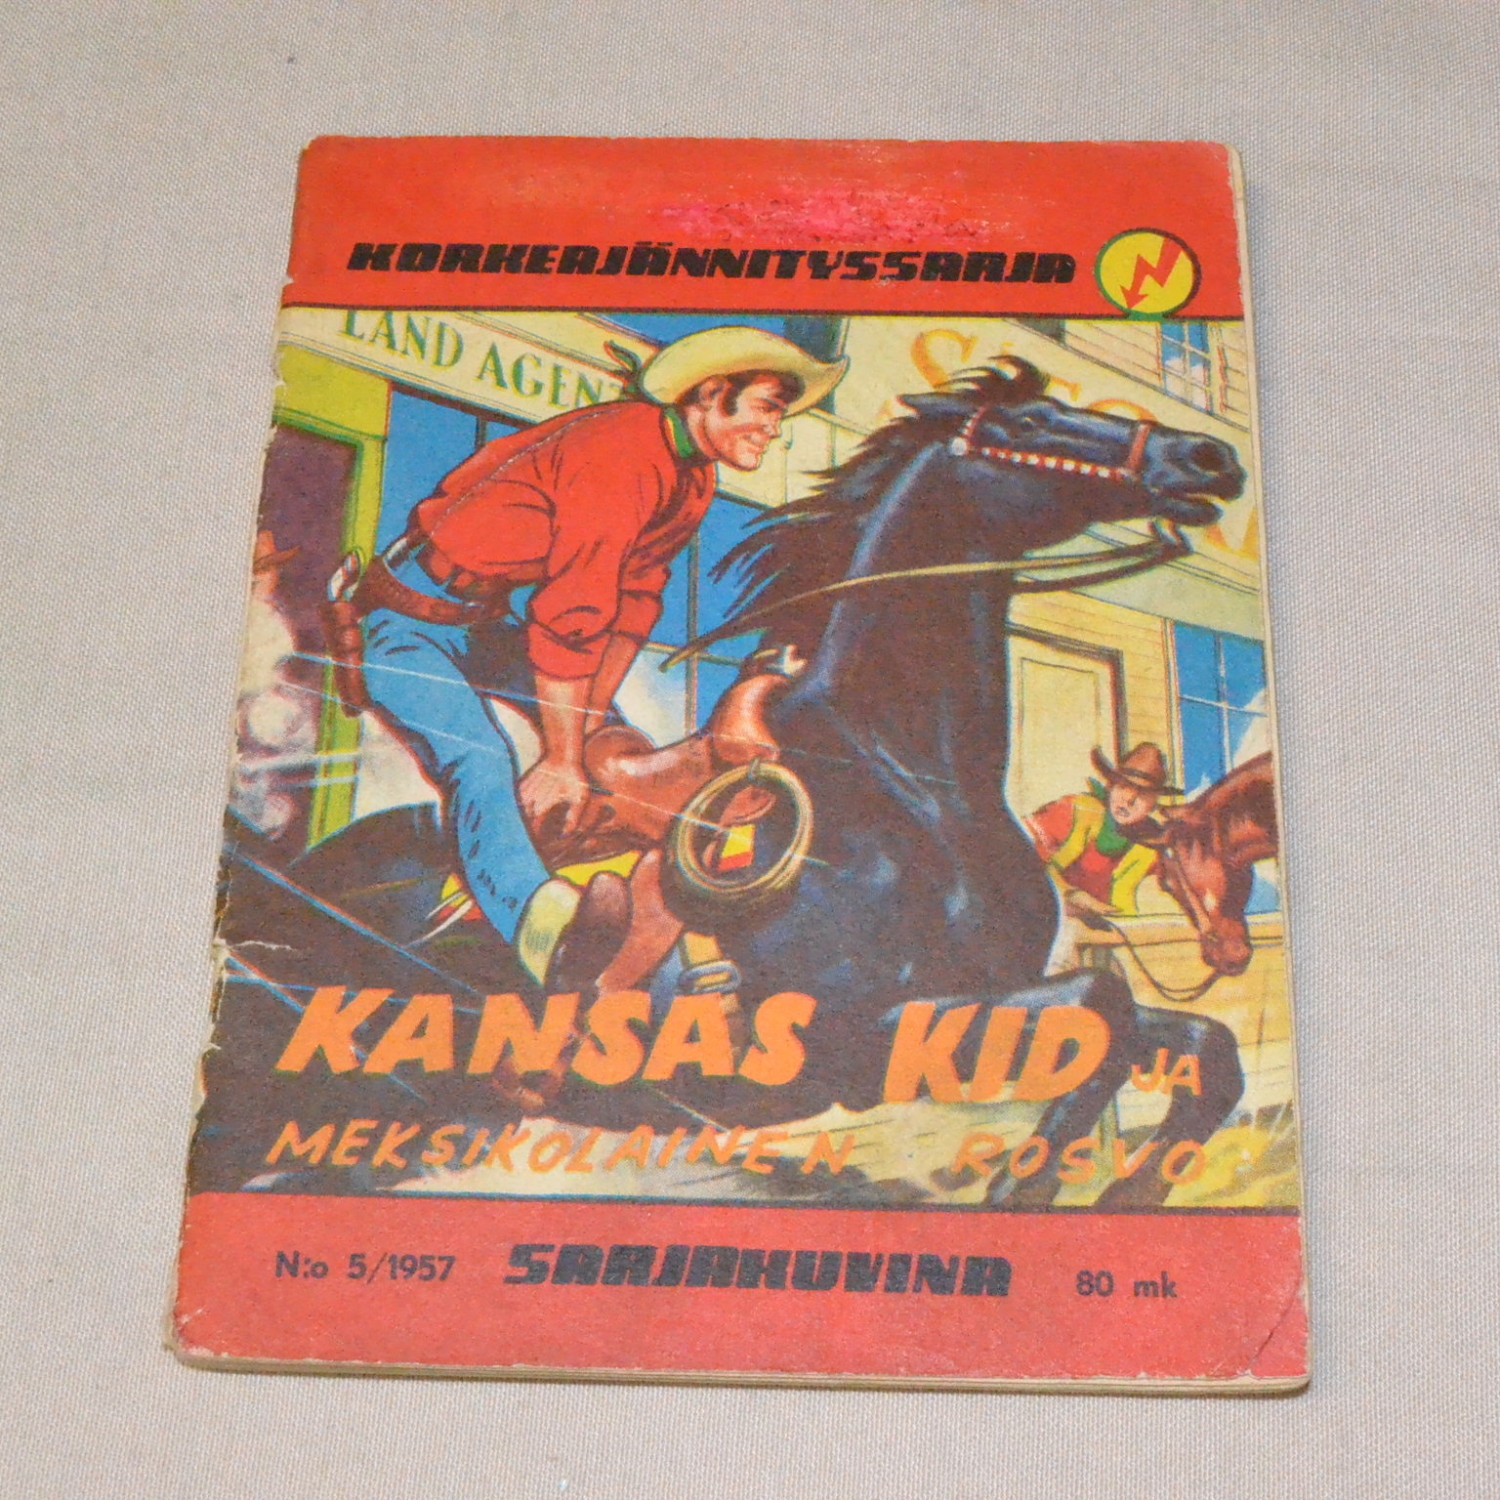 KORKEAJÄNNITYSSARJA
LAND AGENT
KANSAS KID JA
MEKSIKOLAINEN ROSVO
N:o 5/1957 SARJAKUVINA 80 mk